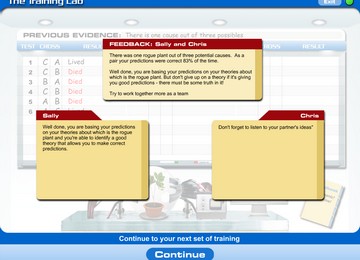 The Training Lab
Exit
PREVIOUS EVIDENCE: There is one cause out of three possibles
TEST CROSS RESUL
1 C A Lived
2 C B Died
3 B A Died
4 C B Died
5 B A Died
FEEDBACK: Sally and Chris
There was one rogue plant out of three potential causes. As a
pair your predictions were correct 83% of the time.
Well done, you are basing your predictions on your theories about
which is the rogue plant. But don't give up on a theory if it's giving
you good predictions - there must be some truth in it!
Try to work together more as a team
Sally
Well done, you are basing your
predictions on your theories
about which is the rogue plant
and you're able to identify a good
theory that allows you to make correct
predictions.
Chris
Don't forget to listen to your partner's ideas"
Continue to your next set of training
Continue